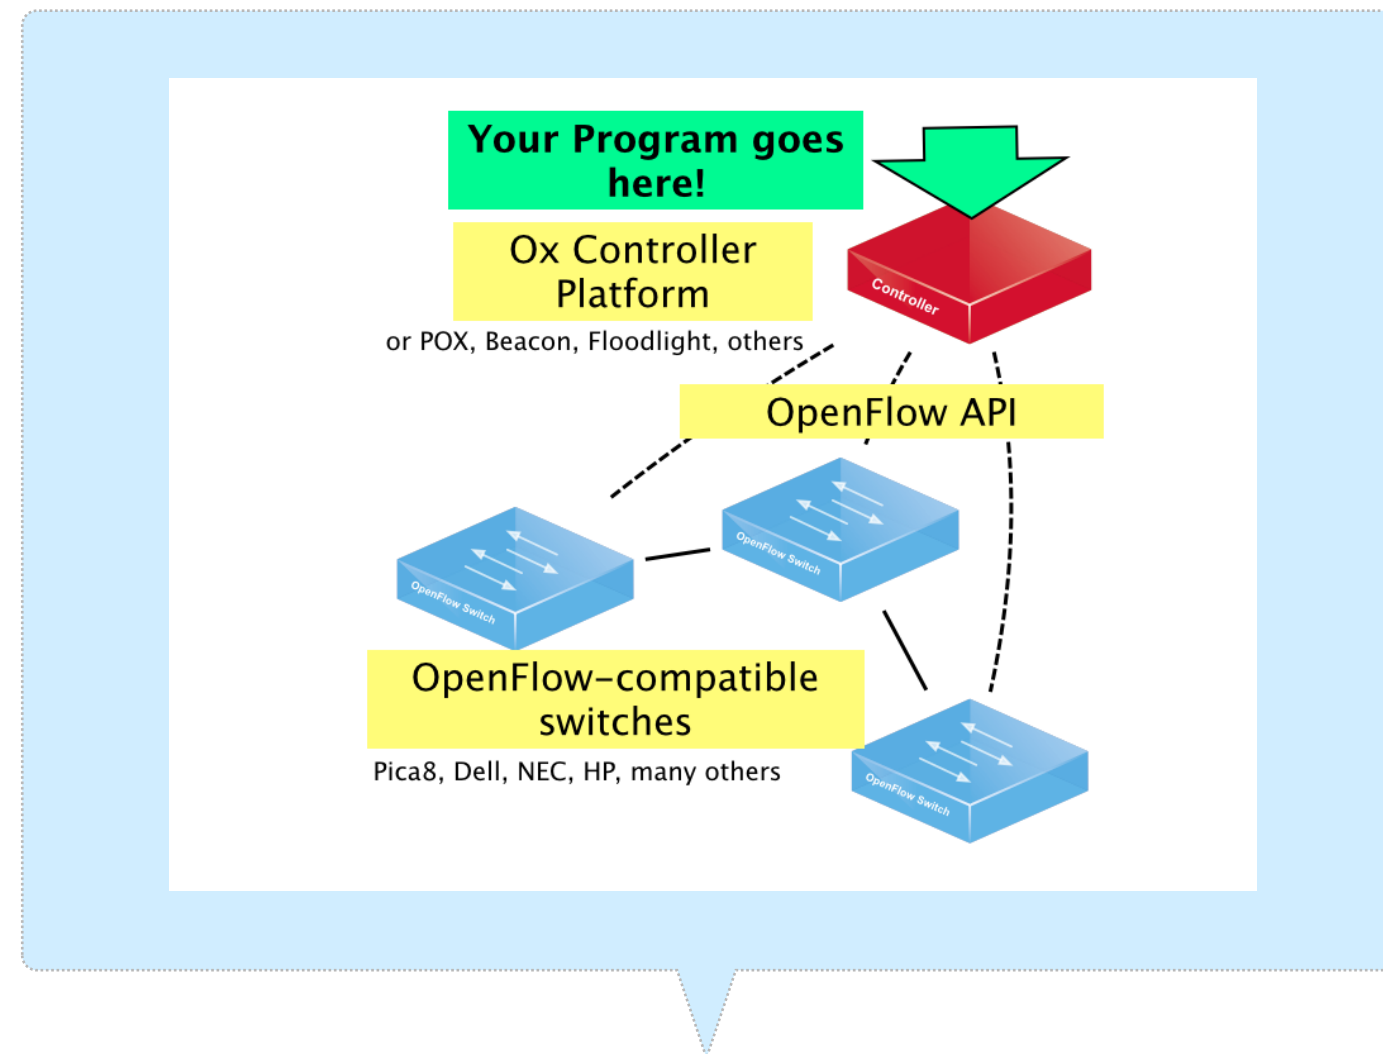 Your Program goes
here!
Ox Controller
Platform
Controller
or POX, Beacon, Floodlight, others
OpenFlow API
OpenFlow Switch
OpenFlow Switch
OpenFlow-compatible
switches
Pica8, Dell, NEC, HP, many others
OpenFlow Switch